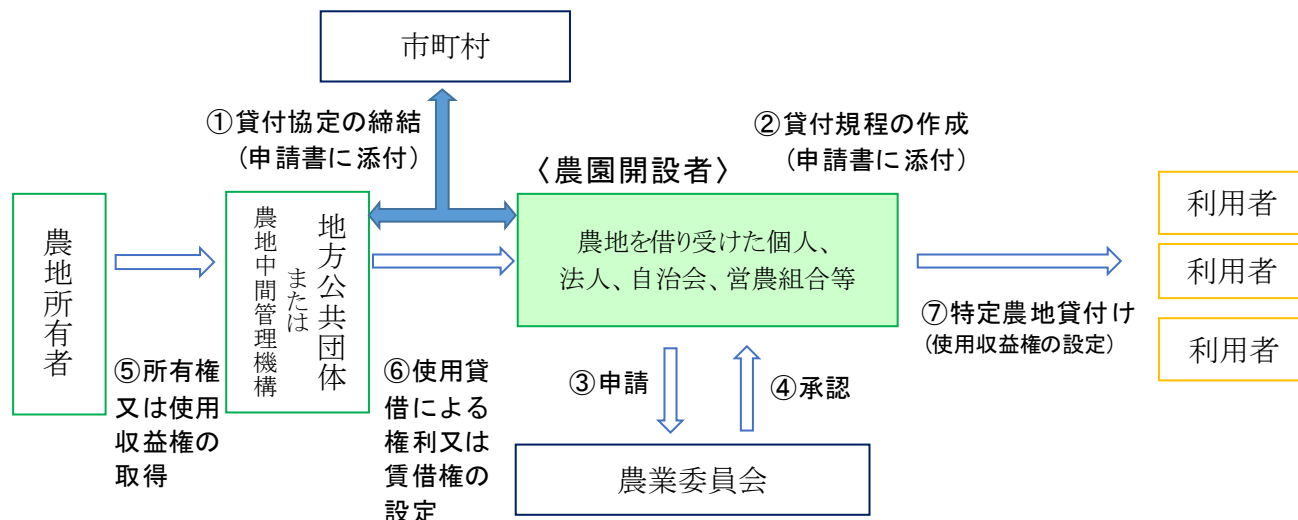 市町村
①貸付協定の締結
（申請書に添付）
②貸付規程の作成
（申請書に添付）
〈農園開設者〉
農地所有者
地方公共団体
または
農地中間管理機構
農地を借り受けた個人、
法人、自治会、営農組合等
利用者
利用者
利用者
⑤所有権
又は使用
収益権の
取得
⑥使用貸
借による
権利又は
賃借権の
設定
③申請
④承認
⑦特定農地貸付け
（使用収益権の設定）
農業委員会